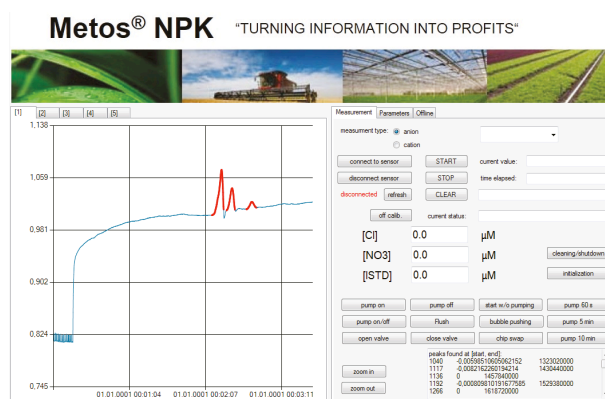 Metos® NPK "TURNING INFORMATION INTO PROFITS"
[1] [2] [3] [4] [5]
1.138
1.059
0.981
0.902
0.824
0.745
01.01.0001 00:01:04 01.01.0001 00:02:07 01.01.0001 00:03:11
Measurement Parameters Offline
measurment type: anion
cation
connect to sensor START current value:
disconnect sensor STOP time elapsed:
disconnected refresh CLEAR
off calib. current status:
[Cl] 0.0 µM
[NO3] 0.0 µM cleaning/shutdown
[ISTD] 0.0 µM initialization
pump on pump off start w/o pumping pump 60 s
pump on/off flush bubble pushing pump 5 min
open valve close valve chip swap pump 10 min
peaks found at [start, end]:
1040 -0.00598510605062152 1323020000
1117 -0.0082162260194214 1430440000
1136 0 1457840000
1192 -0.000809810191677585 1529380000
1266 0 1618720000
zoom in
zoom out